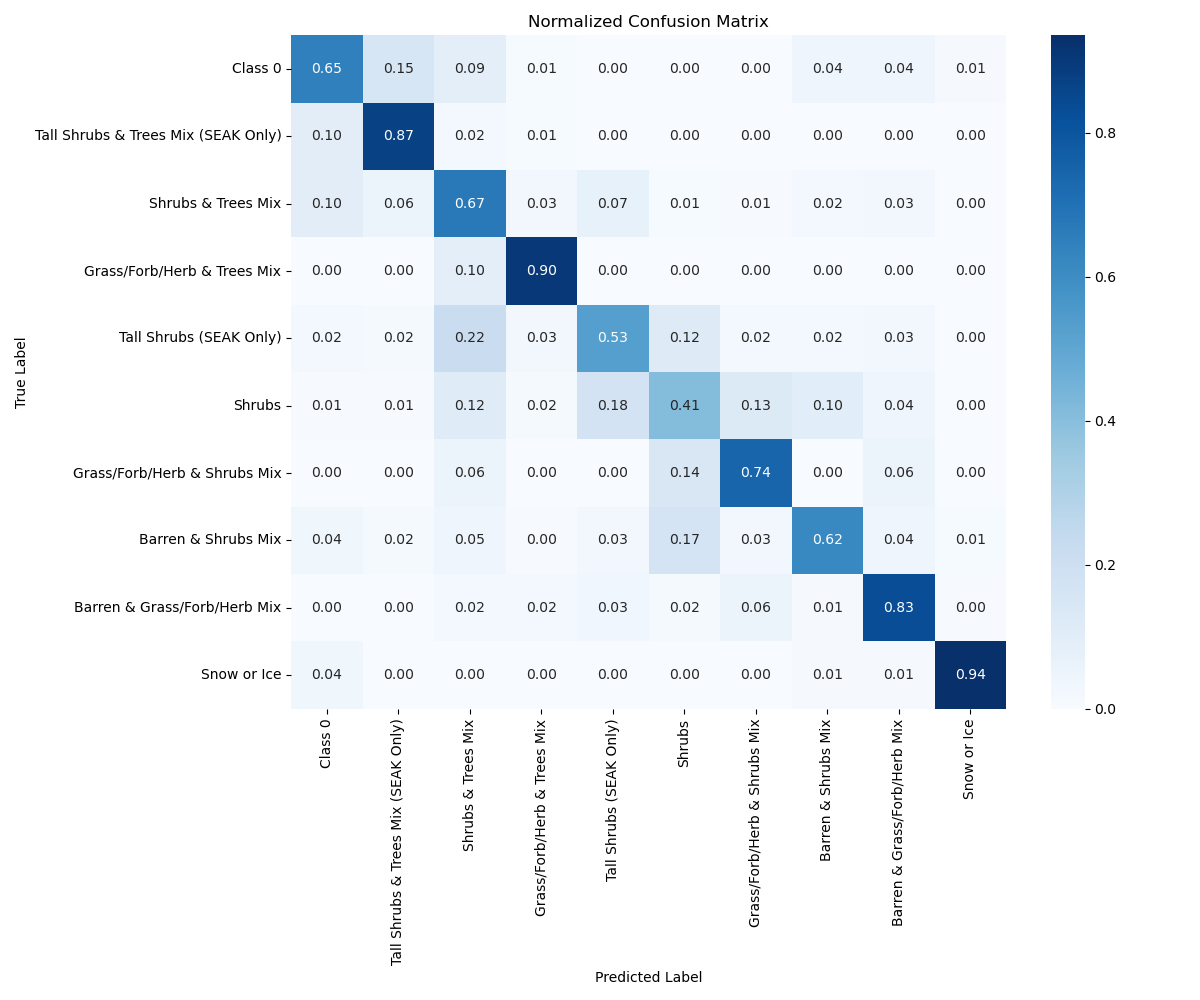 Normalized Confusion Matrix
Class 0 0.65 0.15 0.09 0.01 0.00 0.00 0.00 0.04 0.04 0.01
Tall Shrubs & Trees Mix (SEAK Only) 0.10 0.87 0.02 0.01 0.00 0.00 0.00 0.00 0.00 0.00
0.8
Shrubs & Trees Mix 0.10 0.06 0.67 0.03 0.07 0.01 0.01 0.02 0.03 0.00
Grass/Forb/Herb & Trees Mix 0.00 0.00 0.10 0.90 0.00 0.00 0.00 0.00 0.00 0.00
0.6
Tall Shrubs (SEAK Only) 0.02 0.02 0.22 0.03 0.53 0.12 0.02 0.02 0.03 0.00
True Label
Shrubs 0.01 0.01 0.12 0.02 0.18 0.41 0.13 0.10 0.04 0.00
0.4
Grass/Forb/Herb & Shrubs Mix 0.00 0.00 0.06 0.00 0.00 0.14 0.74 0.00 0.06 0.00
Barren & Shrubs Mix 0.04 0.02 0.05 0.00 0.03 0.17 0.03 0.62 0.04 0.01
0.2
Barren & Grass/Forb/Herb Mix 0.00 0.00 0.02 0.02 0.03 0.02 0.06 0.01 0.83 0.00
Snow or Ice 0.04 0.00 0.00 0.00 0.00 0.00 0.00 0.01 0.01 0.94
0.0
Class 0
Tall Shrubs & Trees Mix (SEAK Only)
Shrubs & Trees Mix
Grass/Forb/Herb & Trees Mix
Tall Shrubs (SEAK Only)
Shrubs
Grass/Forb/Herb & Shrubs Mix
Barren & Shrubs Mix
Barren & Grass/Forb/Herb Mix
Snow or Ice
Predicted Label